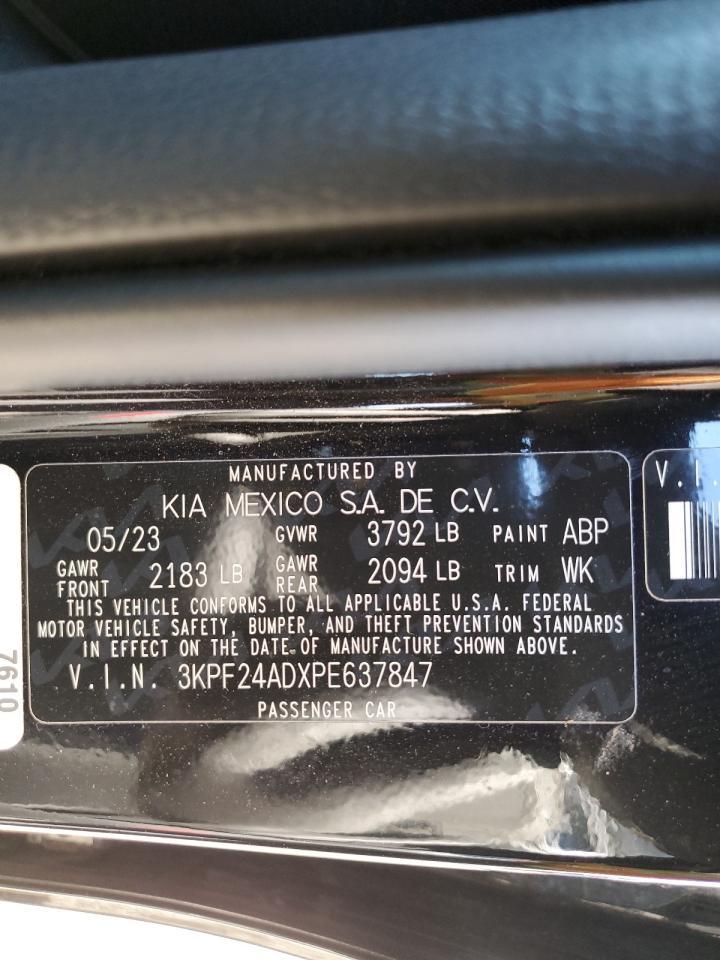 MANUFACTURED BY
KIA MEXICO S.A. DE C.V.
05/23 GVWR 3792 LB PAINT ABP
GAWR FRONT 2183 LB GAWR REAR 2094 LB TRIM WK
THIS VEHICLE CONFORMS TO ALL APPLICABLE U.S.A. FEDERAL
MOTOR VEHICLE SAFETY, BUMPER, AND THEFT PREVENTION STANDARDS
IN EFFECT ON THE DATE OF MANUFACTURE SHOWN ABOVE.
V.I.N. 3KPF24ADXPE637847
PASSENGER CAR
V.I.
7610